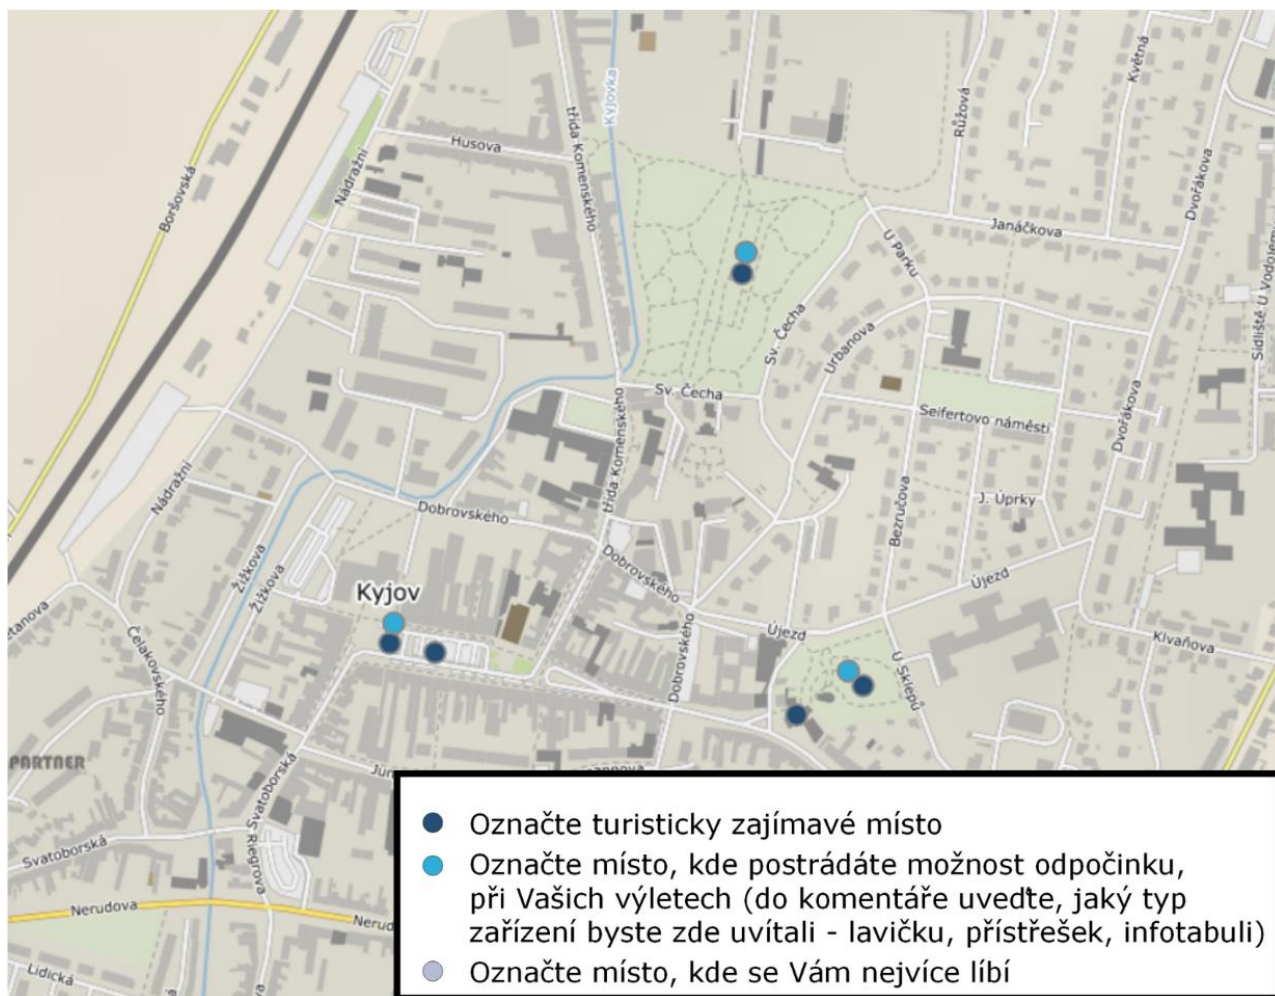 Kyjovka
třída Komenského
Husova
Nádražní
Boršovská
Růžová
Květná
Dvořákova
Janáčkova
U Parku
Sv. Čecha
Urbanova
Sídliště U Vodojemu
Sv. Čecha
třída Komenského
Seifertovo náměstí
Dvořákova
Nádražní
Dobrovského
Bezručova
J. Úprky
Žižkova
Žižkova
Dobrovského
Újezd
Kyjov
Újezd
Klvaňova
Čelakovského
Dobrovského
U Sklepů
PARTNER
Svatoborská
Svatoborská
Riegrova
Nerudova
Lidická
Označte turisticky zajímavé místo
Označte místo, kde postrádáte možnost odpočinku,
při Vašich výletech (do komentáře uveďte, jaký typ
zařízení byste zde uvítali - lavičku, přístřešek, infotabuli)
Označte místo, kde se Vám nejvíce líbí